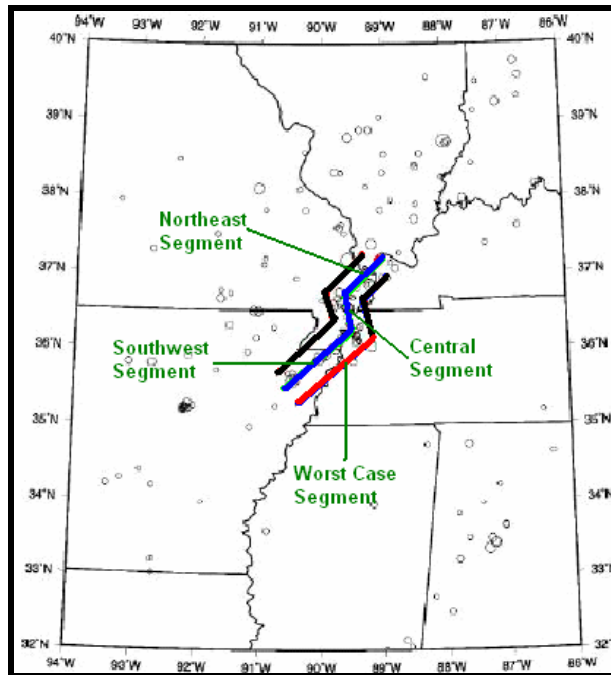 94°W 93°W 92°W 91°W 90°W 89°W 88°W 87°W 86°W
40°N 40°N
39°N 39°N
38°N 38°N
Northeast
Segment
37°N 37°N
36°N 36°N
Southwest
Segment
Central
Segment
35°N 35°N
Worst Case
Segment
34°N 34°N
33°N 33°N
32°N 32°N
94°W 93°W 92°W 91°W 90°W 89°W 88°W 87°W 86°W